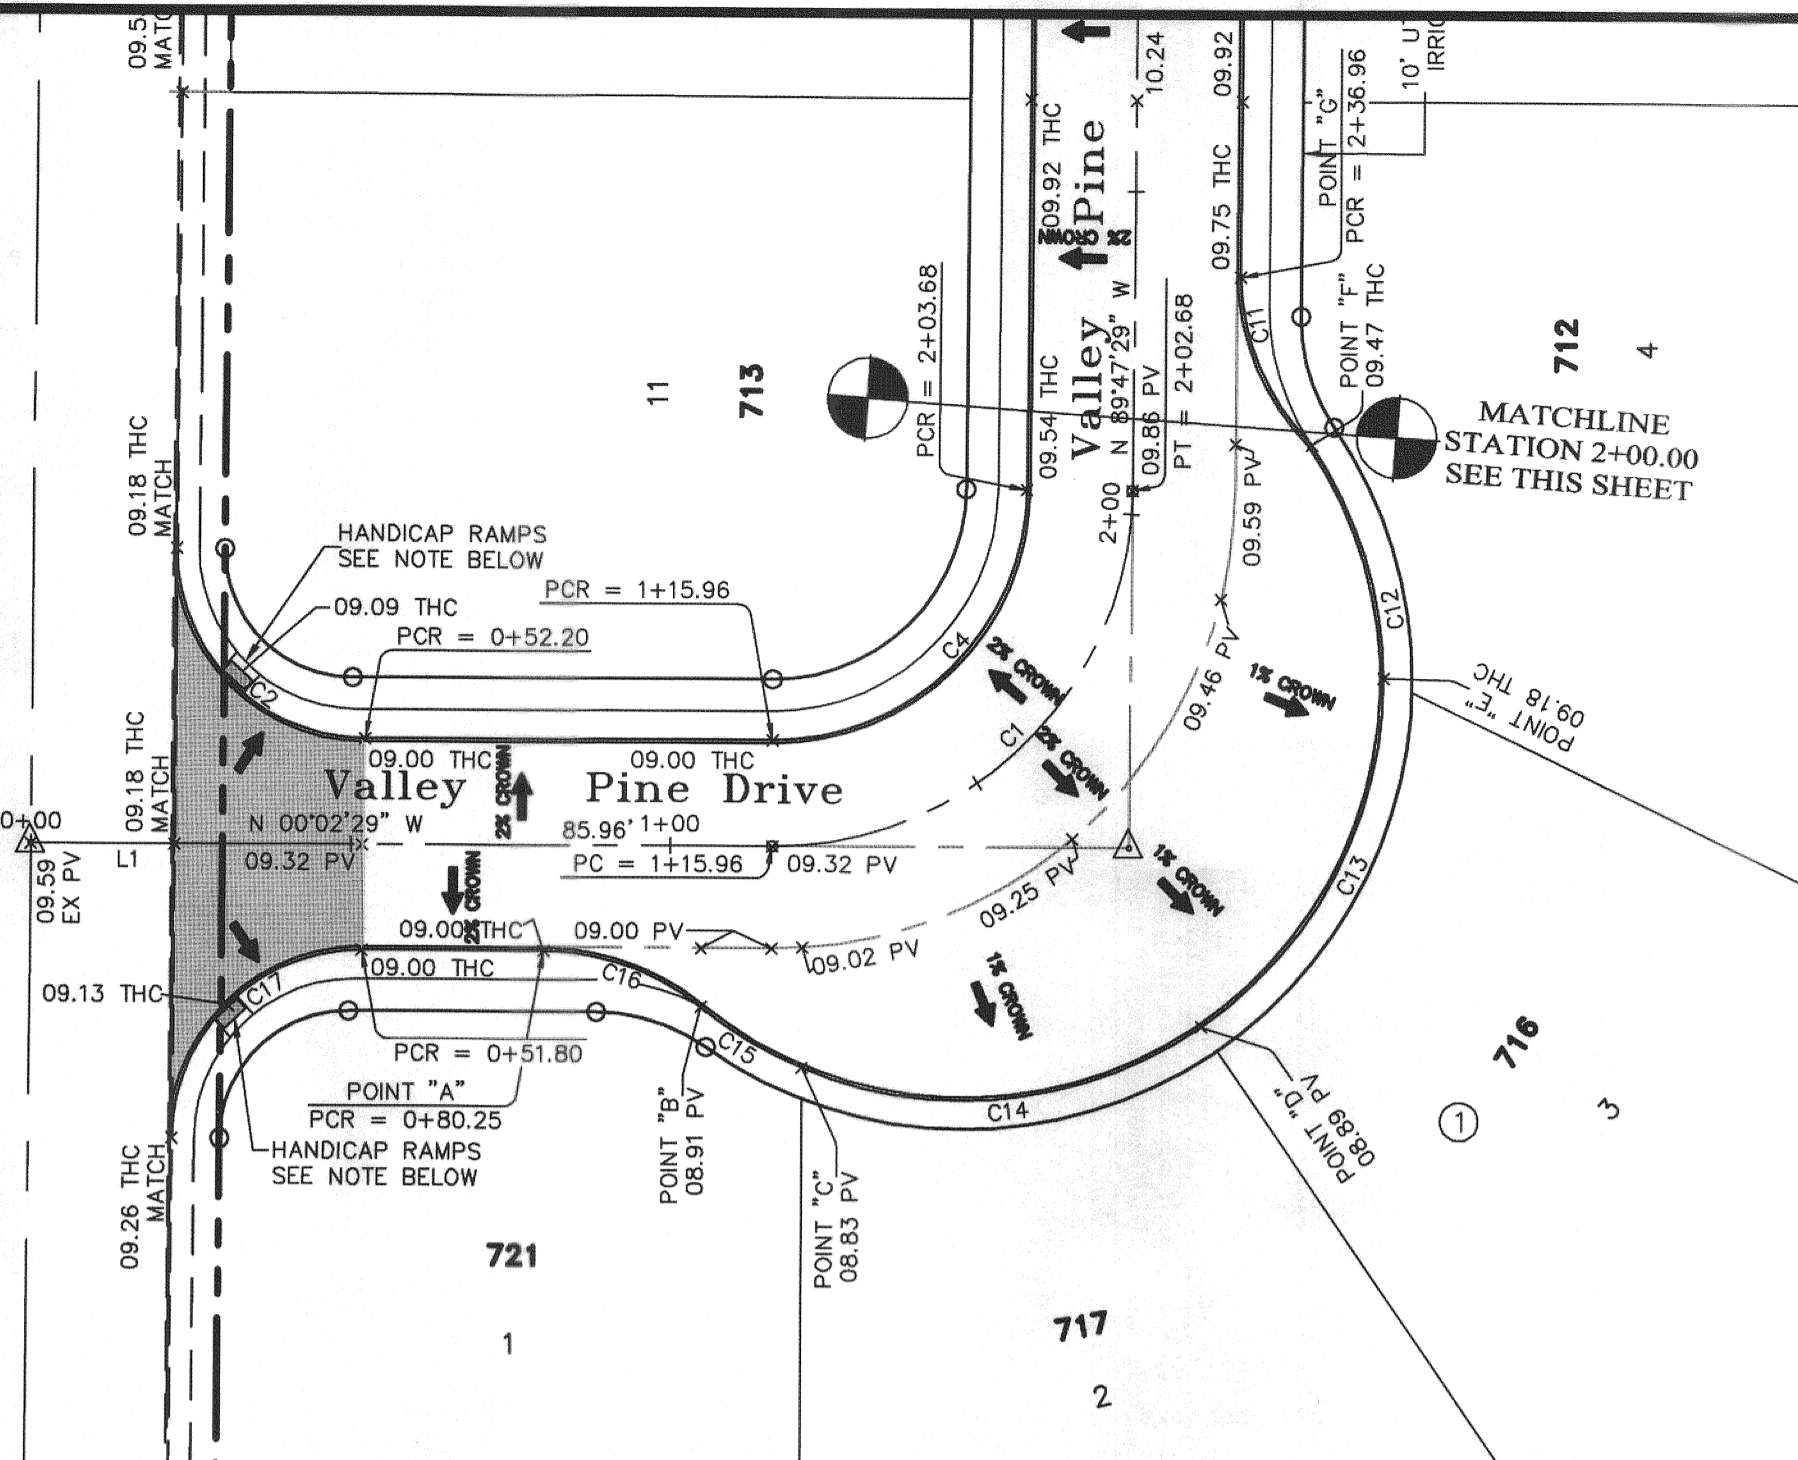 09.5
MATC
10.24
09.92
10' UT
IRRIG
POINT "G"
PCR = 2+36.96
09.92 THC
Valley Pine
2% CROWN
09.75 THC
N 89°47'29" W
09.86 PV
PT = 2+02.68
PCR = 2+03.68
09.54 THC
C11
POINT "F"
09.47 THC
712
4
11
713
MATCHLINE
STATION 2+00.00
SEE THIS SHEET
09.18 THC
MATCH
2+00
09.59 PV
HANDICAP RAMPS
SEE NOTE BELOW
PCR = 1+15.96
09.09 THC
PCR = 0+52.20
C2
C4
C12
2% CROWN
09.46 PV
1% CROWN
POINT "E"
09.18 THC
09.18 THC
MATCH
09.00 THC
09.00 THC
C1
2% CROWN
Valley Pine Drive
2% CROWN
0+00
N 00°02'29" W
85.96'
1+00
L1
09.32 PV
PC = 1+15.96
09.32 PV
09.59
EX PV
2% CROWN
1% CROWN
C13
09.25 PV
09.00 THC
09.00 PV
09.02 PV
09.00 THC
C16
C17
09.13 THC
1% CROWN
PCR = 0+51.80
C15
POINT "A"
PCR = 0+80.25
C14
POINT "B"
08.91 PV
POINT "D"
08.89 PV
716
1
3
HANDICAP RAMPS
SEE NOTE BELOW
09.26 THC
MATCH
POINT "C"
08.83 PV
721
1
717
2